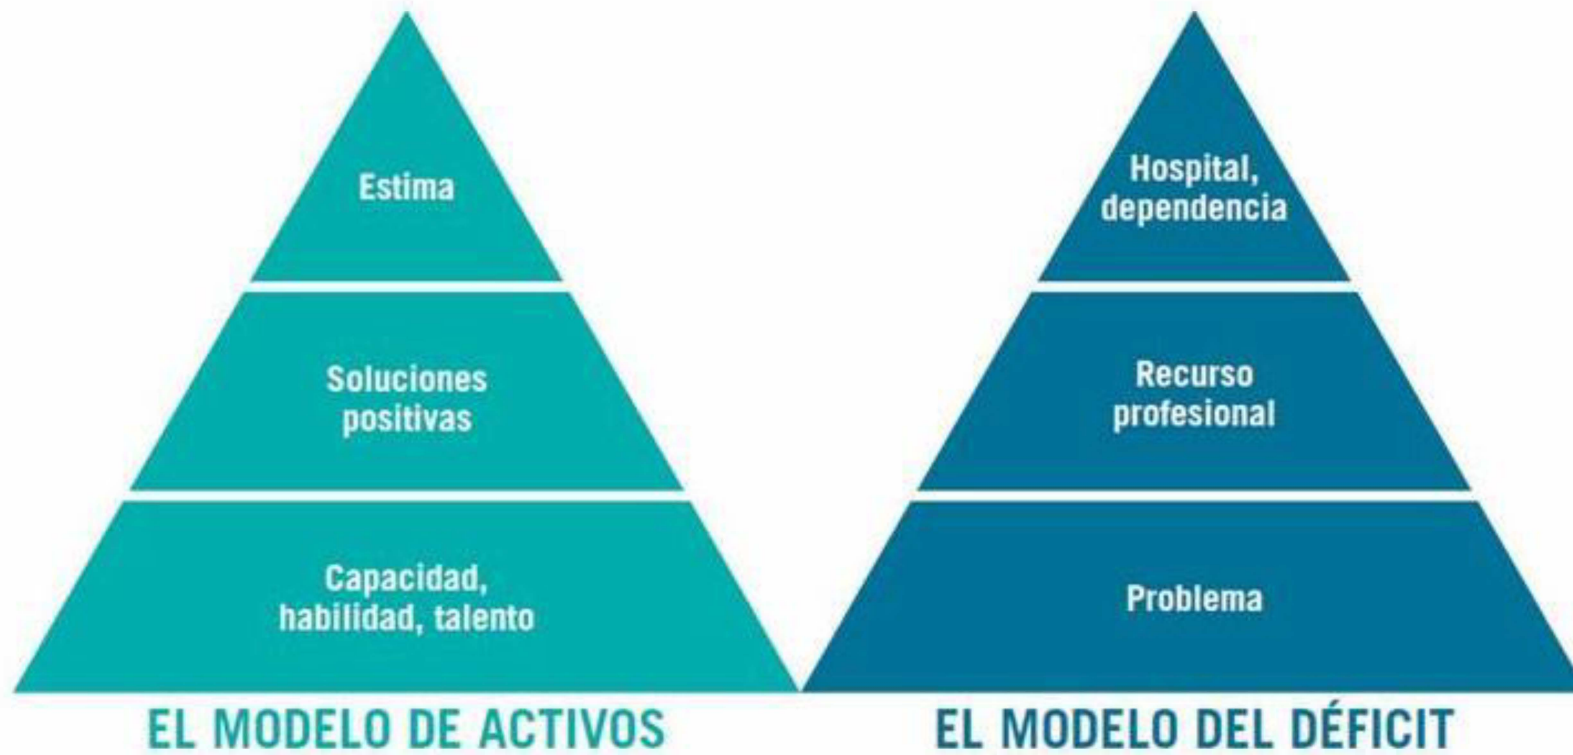 Estima
Soluciones
positivas
Capacidad,
habilidad, talento
EL MODELO DE ACTIVOS
Hospital,
dependencia
Recurso
profesional
Problema
EL MODELO DEL DÉFICIT